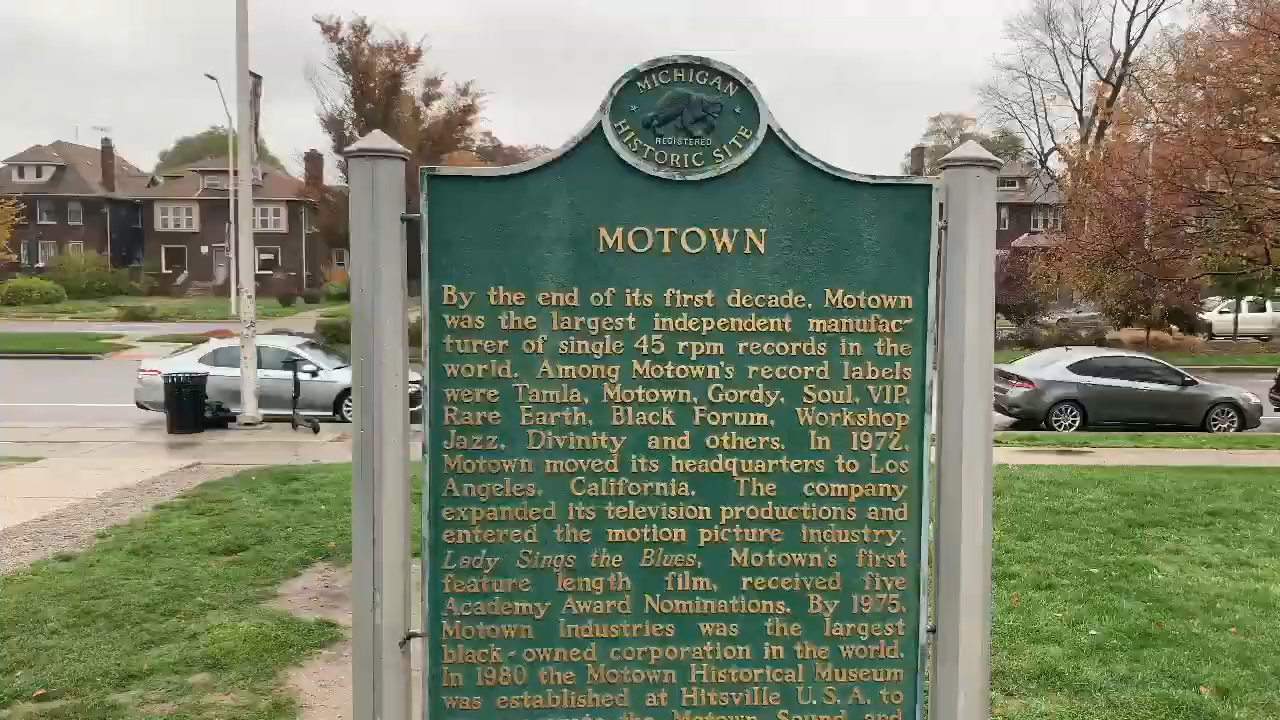 MICHIGAN
REGISTERED
HISTORIC SITE
MOTOWN
By the end of its first decade, Motown
was the largest independent manufac-
turer of single 45 rpm records in the
world. Among Motown's record labels
were Tamla, Motown, Gordy, Soul, VIP,
Rare Earth, Black Forum, Workshop
Jazz, Divinity and others. In 1972,
Motown moved its headquarters to Los
Angeles, California. The company
expanded its television productions and
entered the motion picture industry.
Lady Sings the Blues, Motown's first
feature length film, received five
Academy Award Nominations. By 1975,
Motown Industries was the largest
black-owned corporation in the world.
In 1980 the Motown Historical Museum
was established at Hitsville U.S.A. to
the Motown Sound and